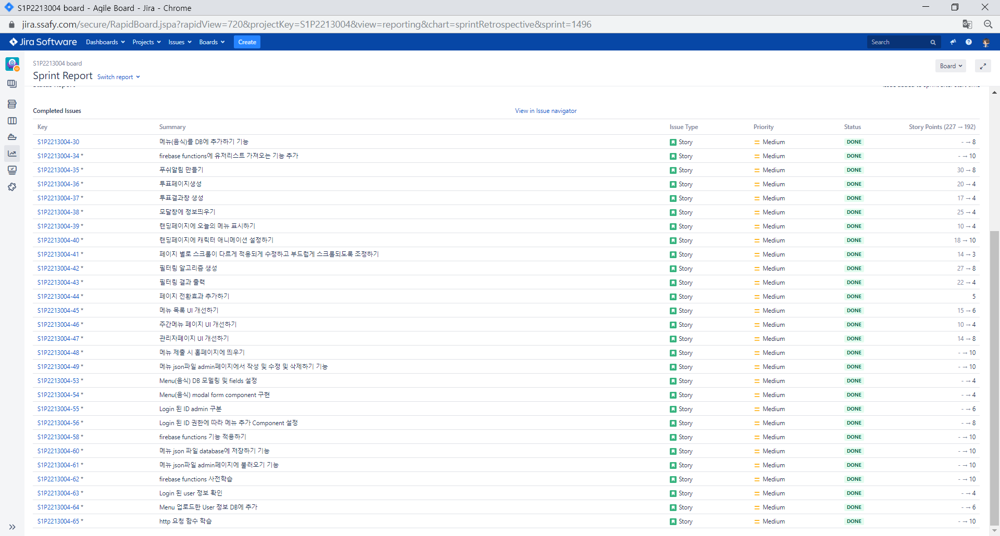 S1P2213004 board - Agile Board - Jira - Chrome
jira.ssafy.com/secure/RapidBoard.jspa?rapidView=720&projectKey=S1P2213004&view=reporting&chart=sprintRetrospective&sprint=1496
Jira Software Dashboards Projects Issues Boards Create Search
S1P2213004 board
Sprint Report Switch report Board
Status Report Issue added to sprint after start time
Completed Issues View in Issue navigator
Key Summary Issue Type Priority Status Story Points (227 → 192)
S1P2213004-30 메뉴(음식)를 DB에 추가하기 기능 Story Medium DONE - → 8
S1P2213004-34 * firebase functions에 유저리스트 가져오는 기능 추가 Story Medium DONE - → 10
S1P2213004-35 * 푸쉬알림 만들기 Story Medium DONE 30 → 8
S1P2213004-36 * 투표페이지생성 Story Medium DONE 20 → 4
S1P2213004-37 * 투표결과창 생성 Story Medium DONE 17 → 4
S1P2213004-38 * 모달창에 정보띄우기 Story Medium DONE 25 → 4
S1P2213004-39 * 랜딩페이지에 오늘의 메뉴 표시하기 Story Medium DONE 10 → 4
S1P2213004-40 * 랜딩페이지에 캐릭터 애니메이션 설정하기 Story Medium DONE 18 → 10
S1P2213004-41 * 페이지 별로 스크롤이 다르게 적용되게 수정하고 부드럽게 스크롤되도록 조정하기 Story Medium DONE 14 → 3
S1P2213004-42 * 필터링 알고리즘 생성 Story Medium DONE 27 → 8
S1P2213004-43 * 필터링 결과 출력 Story Medium DONE 22 → 4
S1P2213004-44 * 페이지 전환효과 추가하기 Story Medium DONE 5
S1P2213004-45 * 메뉴 목록 UI 개선하기 Story Medium DONE 15 → 6
S1P2213004-46 * 주간메뉴 페이지 UI 개선하기 Story Medium DONE 10 → 4
S1P2213004-47 * 관리자페이지 UI 개선하기 Story Medium DONE 14 → 8
S1P2213004-48 * 메뉴 제출 시 홈페이지에 띄우기 Story Medium DONE - → 10
S1P2213004-49 * 메뉴 json파일 admin페이지에서 작성 및 수정 및 삭제하기 기능 Story Medium DONE - → 10
S1P2213004-53 * Menu(음식) DB 모델링 및 fields 설정 Story Medium DONE - → 4
S1P2213004-54 * Menu(음식) modal form component 구현 Story Medium DONE - → 4
S1P2213004-55 * Login 된 ID admin 구분 Story Medium DONE - → 6
S1P2213004-56 * Login 된 ID 권한에 따라 메뉴 추가 Component 설정 Story Medium DONE - → 8
S1P2213004-58 * firebase functions 기능 적용하기 Story Medium DONE - → 10
S1P2213004-60 * 메뉴 json 파일 database에 저장하기 기능 Story Medium DONE - → 10
S1P2213004-61 * 메뉴 json파일 admin페이지에 불러오기 기능 Story Medium DONE - → 10
S1P2213004-62 * firebase functions 사전학습 Story Medium DONE - → 10
S1P2213004-63 * Login 된 user 정보 확인 Story Medium DONE - → 4
S1P2213004-64 * Menu 업로드한 User 정보 DB에 추가 Story Medium DONE - → 6
S1P2213004-65 * http 요청 함수 학습 Story Medium DONE - → 10